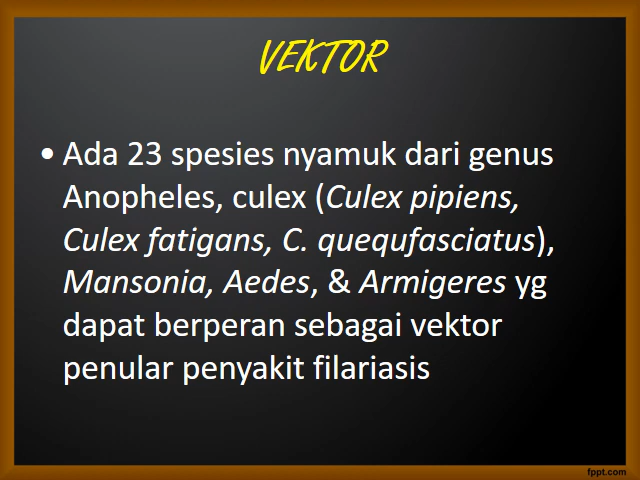 VEKTOR
• Ada 23 spesies nyamuk dari genus
Anopheles, culex (Culex pipiens,
Culex fatigans, C. quequfasciatus),
Mansonia, Aedes, & Armigeres yg
dapat berperan sebagai vektor
penular penyakit filariasis
fppt.com